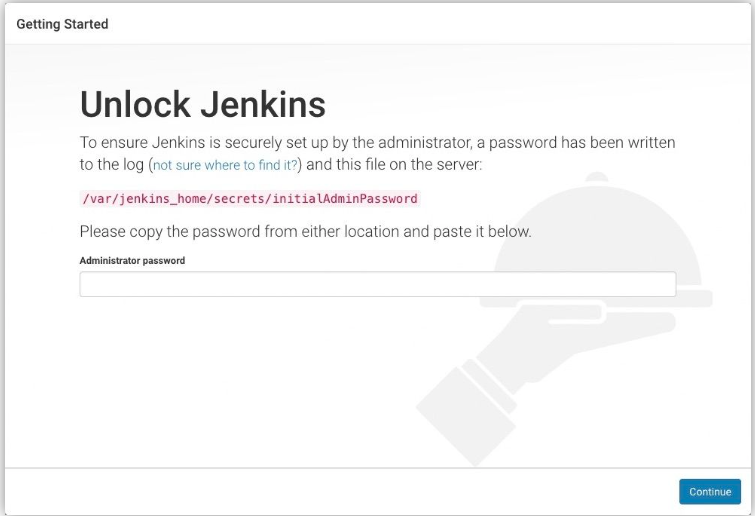 Getting Started
Unlock Jenkins
To ensure Jenkins is securely set up by the administrator, a password has been written
to the log (not sure where to find it?) and this file on the server:
/var/jenkins_home/secrets/initialAdminPassword
Please copy the password from either location and paste it below.
Administrator password
Continue